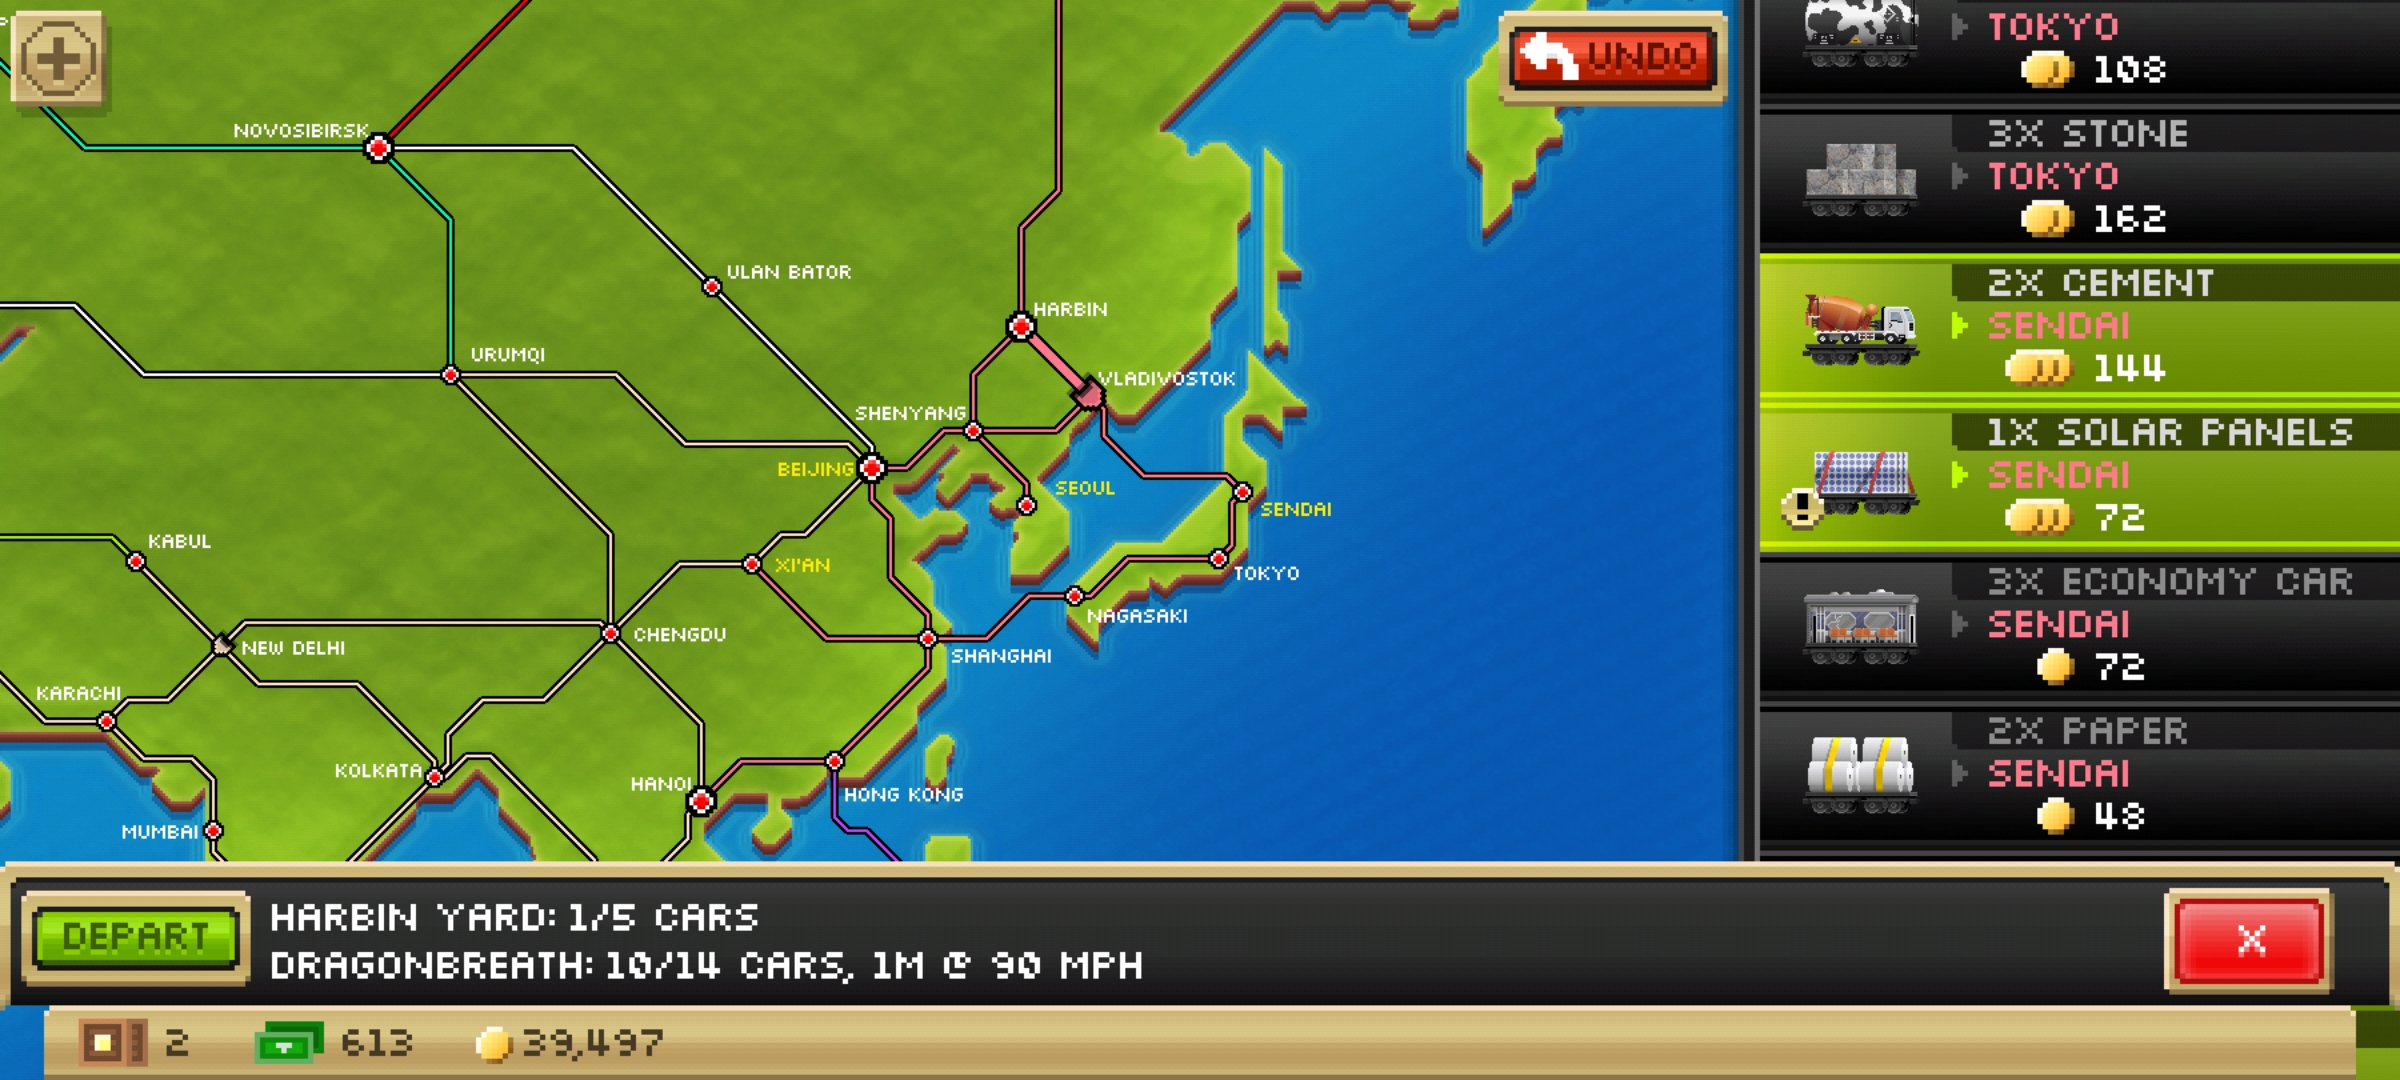 UNDO
NOVOSIBIRSK
ULAN BATOR
HARBIN
URUMQI
VLADIVOSTOK
SHENYANG
BEIJING
SEOUL
SENDAI
KABUL
XI'AN
TOKYO
NAGASAKI
NEW DELHI
CHENGDU
SHANGHAI
KARACHI
KOLKATA
HANOI
HONG KONG
MUMBAI
TOKYO
108
3X STONE
TOKYO
162
2X CEMENT
SENDAI
144
1X SOLAR PANELS
SENDAI
72
3X ECONOMY CAR
SENDAI
72
2X PAPER
SENDAI
48
DEPART
HARBIN YARD: 1/5 CARS
DRAGONBREATH: 10/14 CARS, 1M @ 90 MPH
X
2
613
39,497